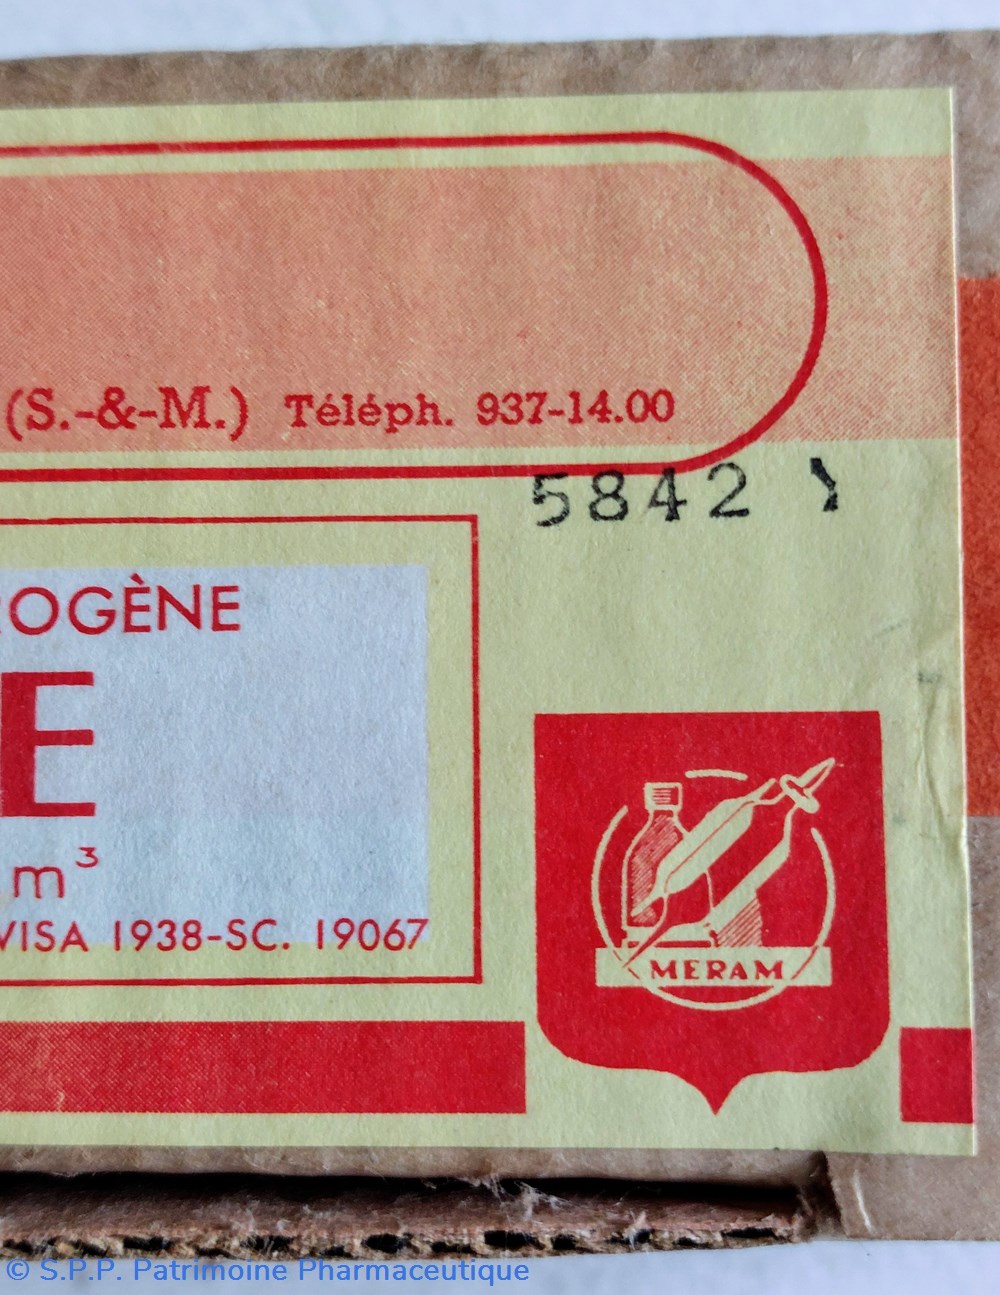 (S.-&-M.) Téléph. 937-14.00
5842
OGÈNE
E
m³
VISA 1938-SC. 19067
MERAM
© S.P.P. Patrimoine Pharmaceutique